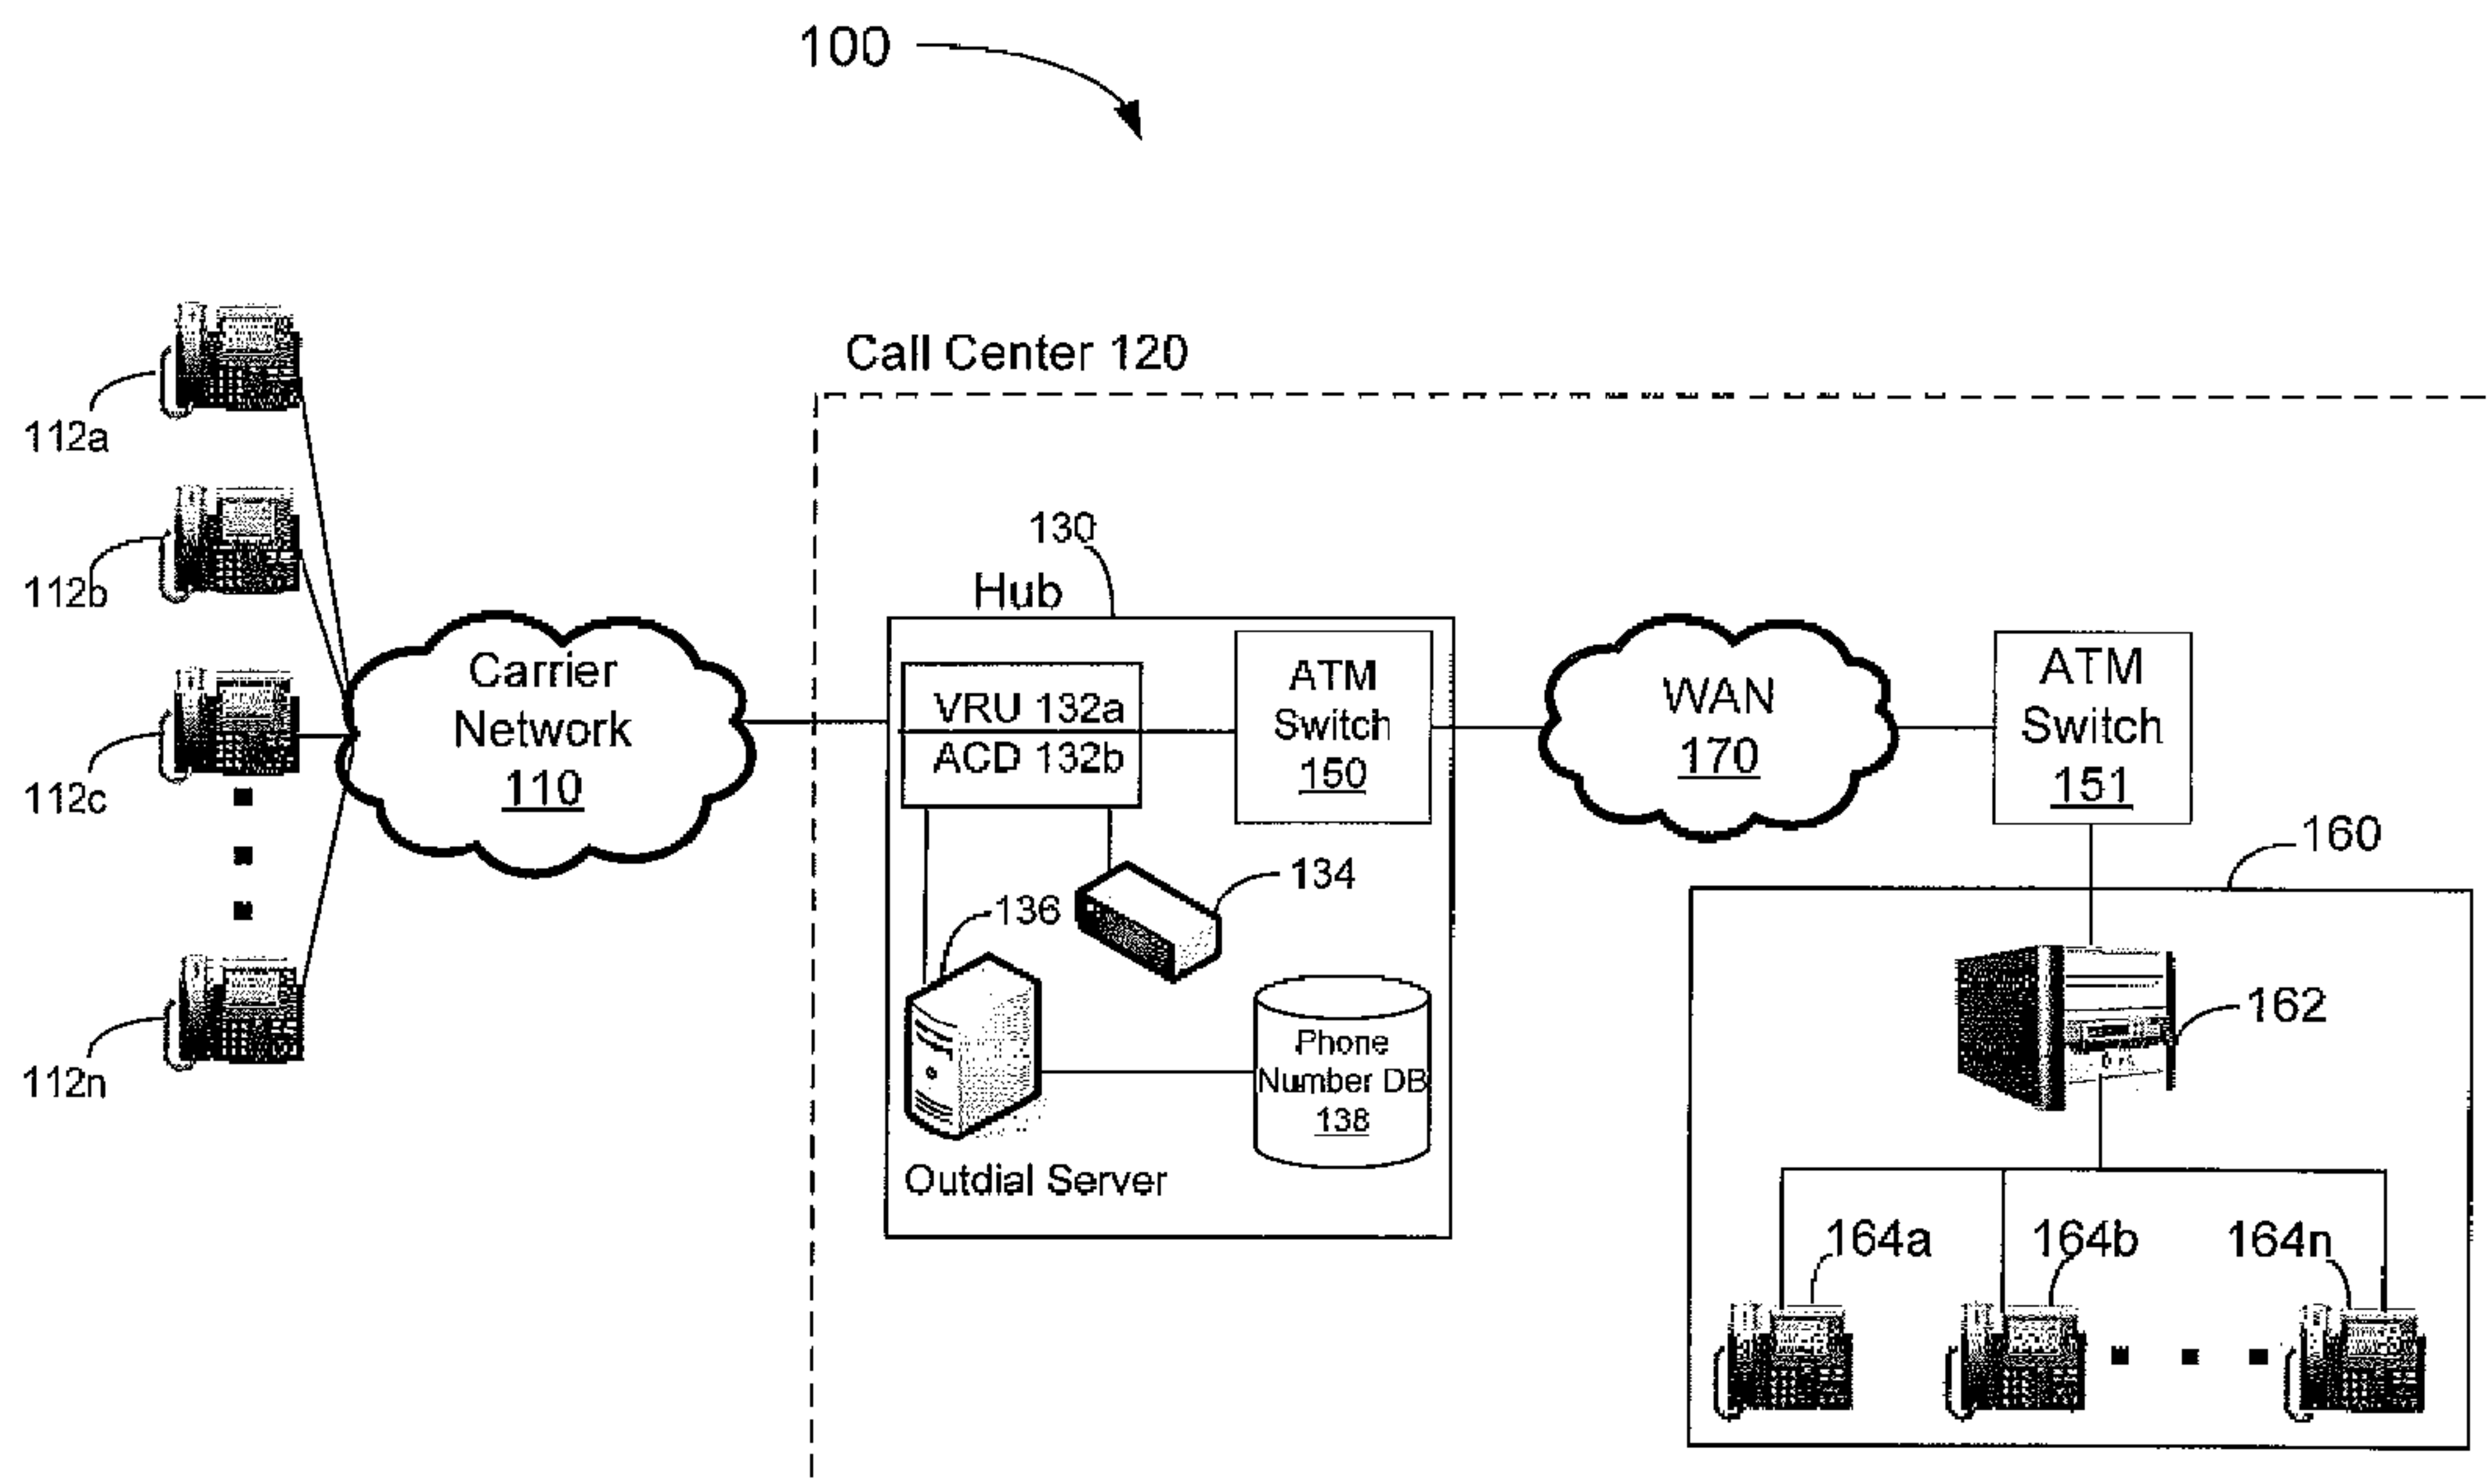 100
Call Center 120
112a
112b
112c
112n
Carrier
Network
110
130
Hub
VRU 132a
ACD 132b
ATM
Switch
150
134
136
Phone
Number DB
138
Outdial Server
WAN
170
ATM
Switch
151
160
162
164a
164b
164n